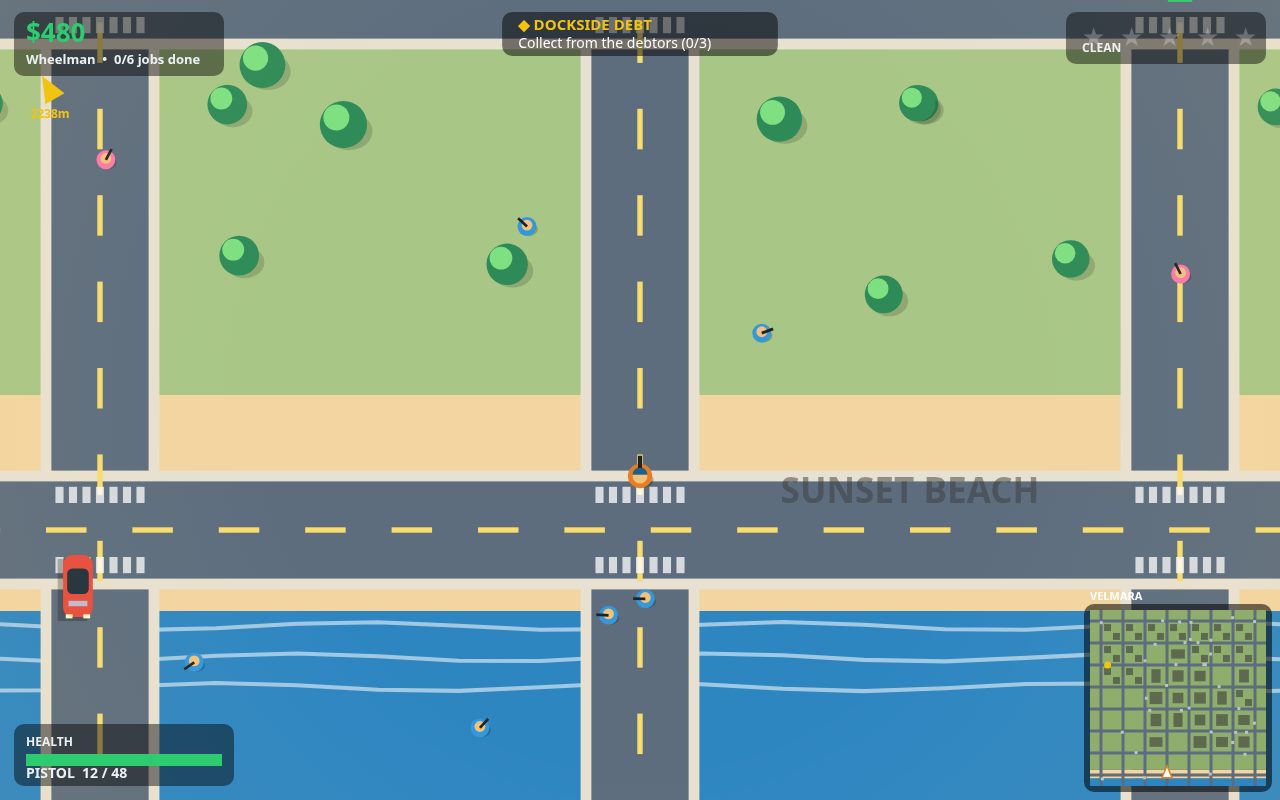 $480
Wheelman • 0/6 jobs done
◆ DOCKSIDE DEBT
Collect from the debtors (0/3)
CLEAN
SUNSET BEACH
VELMARA
HEALTH
PISTOL 12 / 48